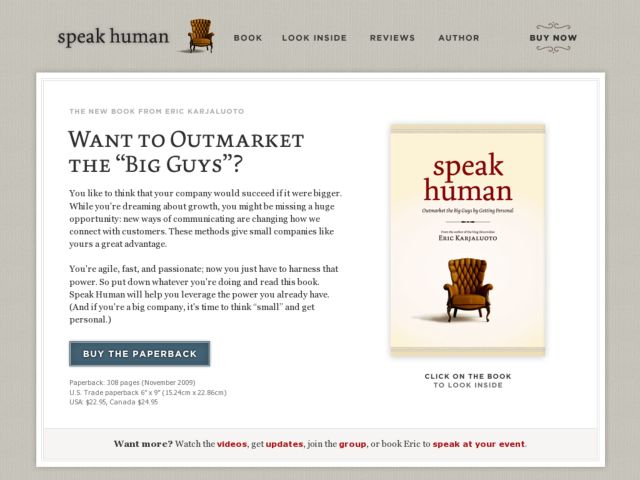 speak human
BOOK
LOOK INSIDE
REVIEWS
AUTHOR
BUY NOW
THE NEW BOOK FROM ERIC KARJALUOTO
WANT TO OUTMARKET
THE “BIG GUYS”?
You like to think that your company would succeed if it were bigger.
While you're dreaming about growth, you might be missing a huge
opportunity: new ways of communicating are changing how we
connect with customers. These methods give small companies like
yours a great advantage.
You're agile, fast, and passionate; now you just have to harness that
power. So put down whatever you're doing and read this book.
Speak Human will help you leverage the power you already have.
(And if you're a big company, it's time to think “small” and get
personal.)
BUY THE PAPERBACK
Paperback: 308 pages (November 2009)
U.S. Trade paperback 6" x 9" (15.24cm x 22.86cm)
USA: $22.95, Canada $24.95
speak
human
Outmarket the Big Guys by Getting Personal
ERIC KARJALUOTO
CLICK ON THE BOOK
TO LOOK INSIDE
Want more? Watch the videos, get updates, join the group, or book Eric to speak at your event.